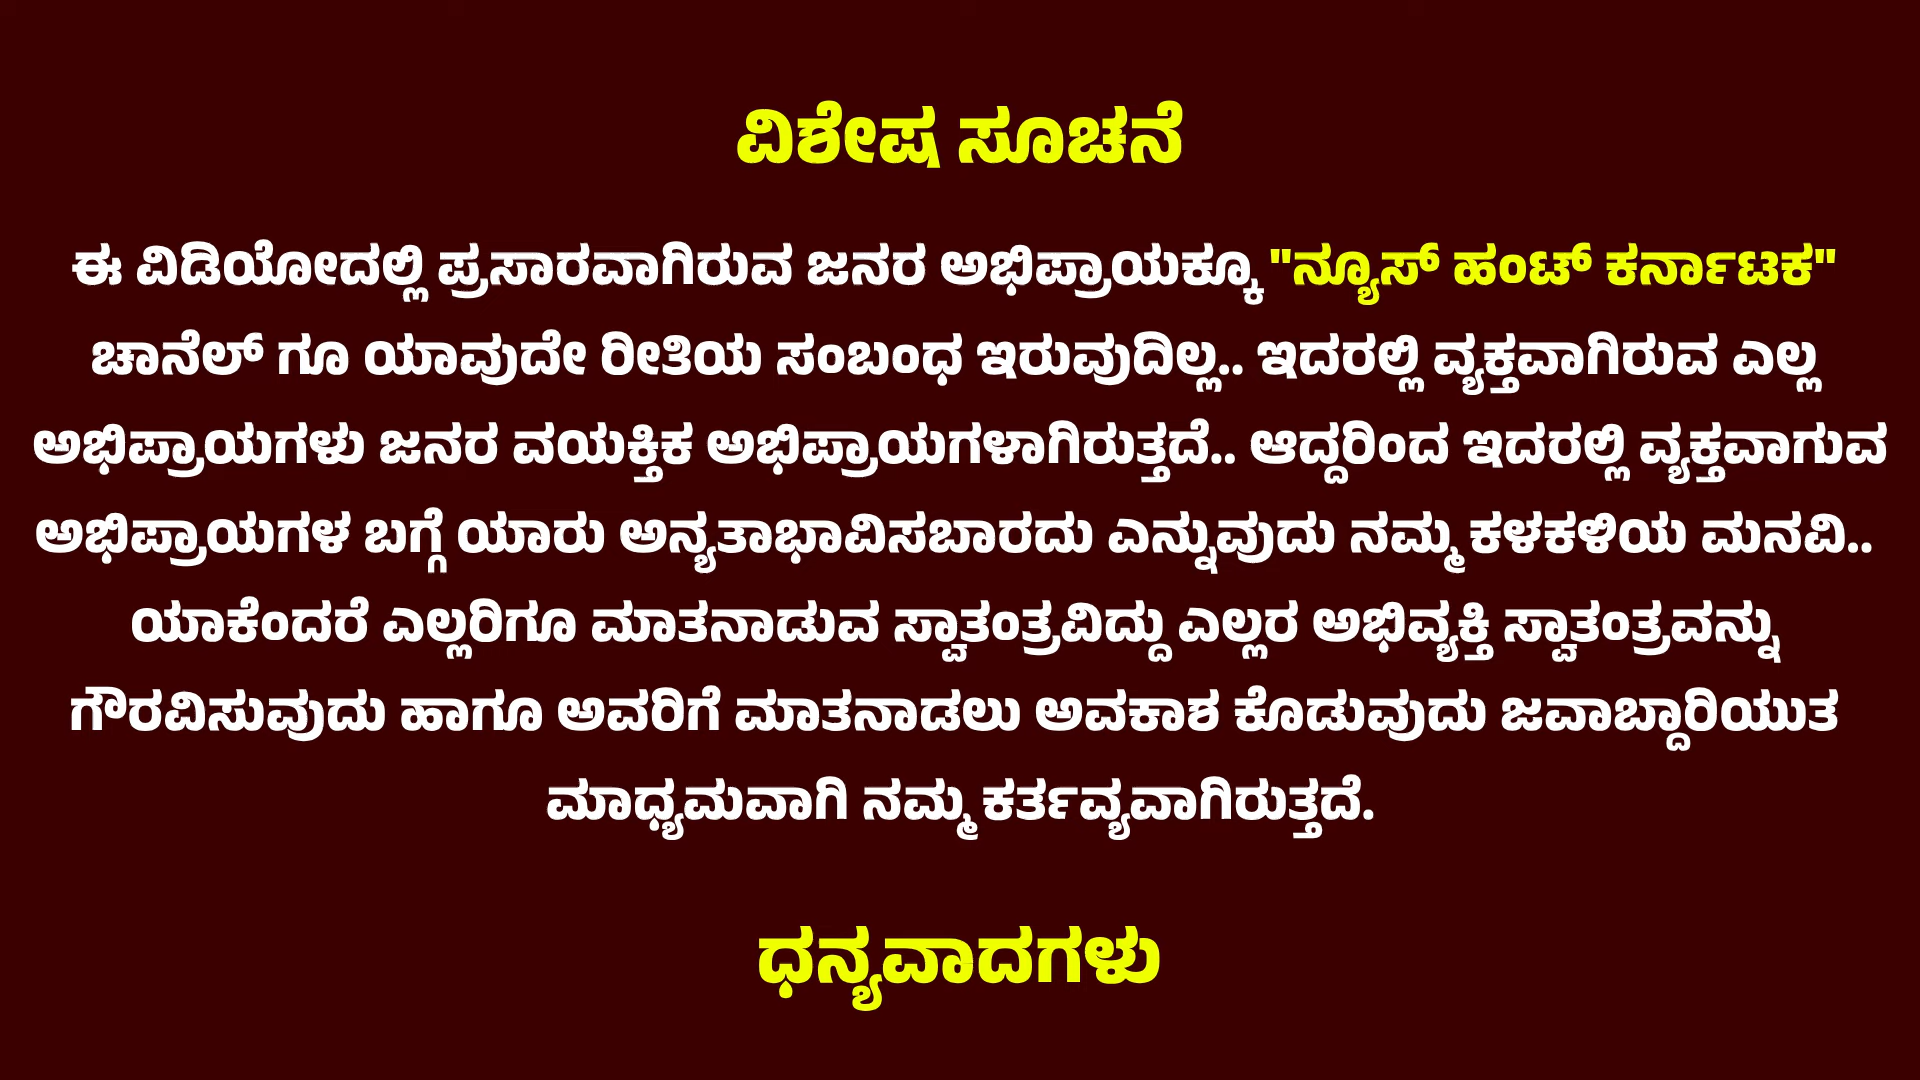 ವಿಶೇಷ ಸೂಚನೆ
ಈ ವಿಡಿಯೋದಲ್ಲಿ ಪ್ರಸಾರವಾಗಿರುವ ಜನರ ಅಭಿಪ್ರಾಯಕ್ಕೂ "ನ್ಯೂಸ್ ಹಂಟ್ ಕರ್ನಾಟಕ"
ಚಾನೆಲ್ ಗೂ ಯಾವುದೇ ರೀತಿಯ ಸಂಬಂಧ ಇರುವುದಿಲ್ಲ.. ಇದರಲ್ಲಿ ವ್ಯಕ್ತವಾಗಿರುವ ಎಲ್ಲ
ಅಭಿಪ್ರಾಯಗಳು ಜನರ ವಯಕ್ತಿಕ ಅಭಿಪ್ರಾಯಗಳಾಗಿರುತ್ತದೆ.. ಆದ್ದರಿಂದ ಇದರಲ್ಲಿ ವ್ಯಕ್ತವಾಗುವ
ಅಭಿಪ್ರಾಯಗಳ ಬಗ್ಗೆ ಯಾರು ಅನ್ಯತಾಭಾವಿಸಬಾರದು ಎನ್ನುವುದು ನಮ್ಮ ಕಳಕಳಿಯ ಮನವಿ..
ಯಾಕೆಂದರೆ ಎಲ್ಲರಿಗೂ ಮಾತನಾಡುವ ಸ್ವಾತಂತ್ರವಿದ್ದು ಎಲ್ಲರ ಅಭಿವ್ಯಕ್ತಿ ಸ್ವಾತಂತ್ರವನ್ನು
ಗೌರವಿಸುವುದು ಹಾಗೂ ಅವರಿಗೆ ಮಾತನಾಡಲು ಅವಕಾಶ ಕೊಡುವುದು ಜವಾಬ್ದಾರಿಯುತ
ಮಾಧ್ಯಮವಾಗಿ ನಮ್ಮ ಕರ್ತವ್ಯವಾಗಿರುತ್ತದೆ.
ಧನ್ಯವಾದಗಳು